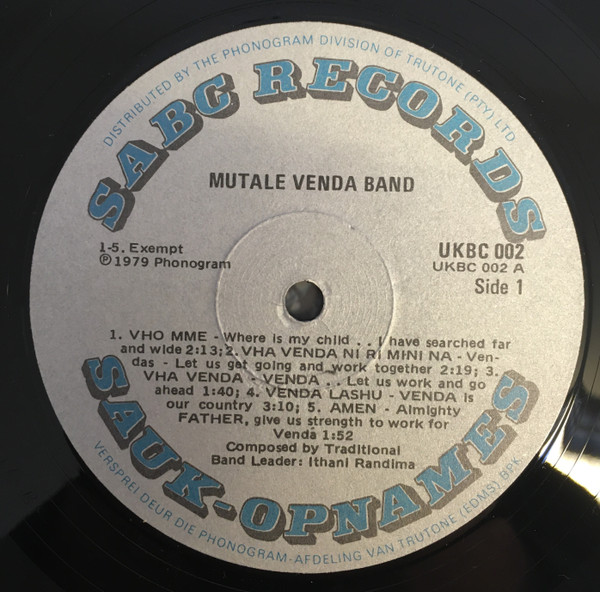 DISTRIBUTED BY THE PHONOGRAM DIVISION OF TRUTONE (PTY) LTD
SABC RECORDS
MUTALE VENDA BAND
1-5. Exempt
℗ 1979 Phonogram
UKBC 002
UKBC 002 A
Side 1
1. VHO MME - Where is my child . . I have searched far
and wide 2:13; 2. VHA VENDA NI RI MINI NA - Ven-
das - Let us get going and work together 2:19; 3.
VHA VENDA - VENDA . . Let us work and go
ahead 1:40; 4. VENDA LASHU - VENDA is
our country 3:10; 5. AMEN - Almighty
FATHER, give us strength to work for
Venda 1:52
Composed by Traditional
Band Leader: Ithani Randima
SAUK-OPNAMES
VERSPREI DEUR DIE PHONOGRAM-AFDELING VAN TRUTONE (EDMS) BPK.